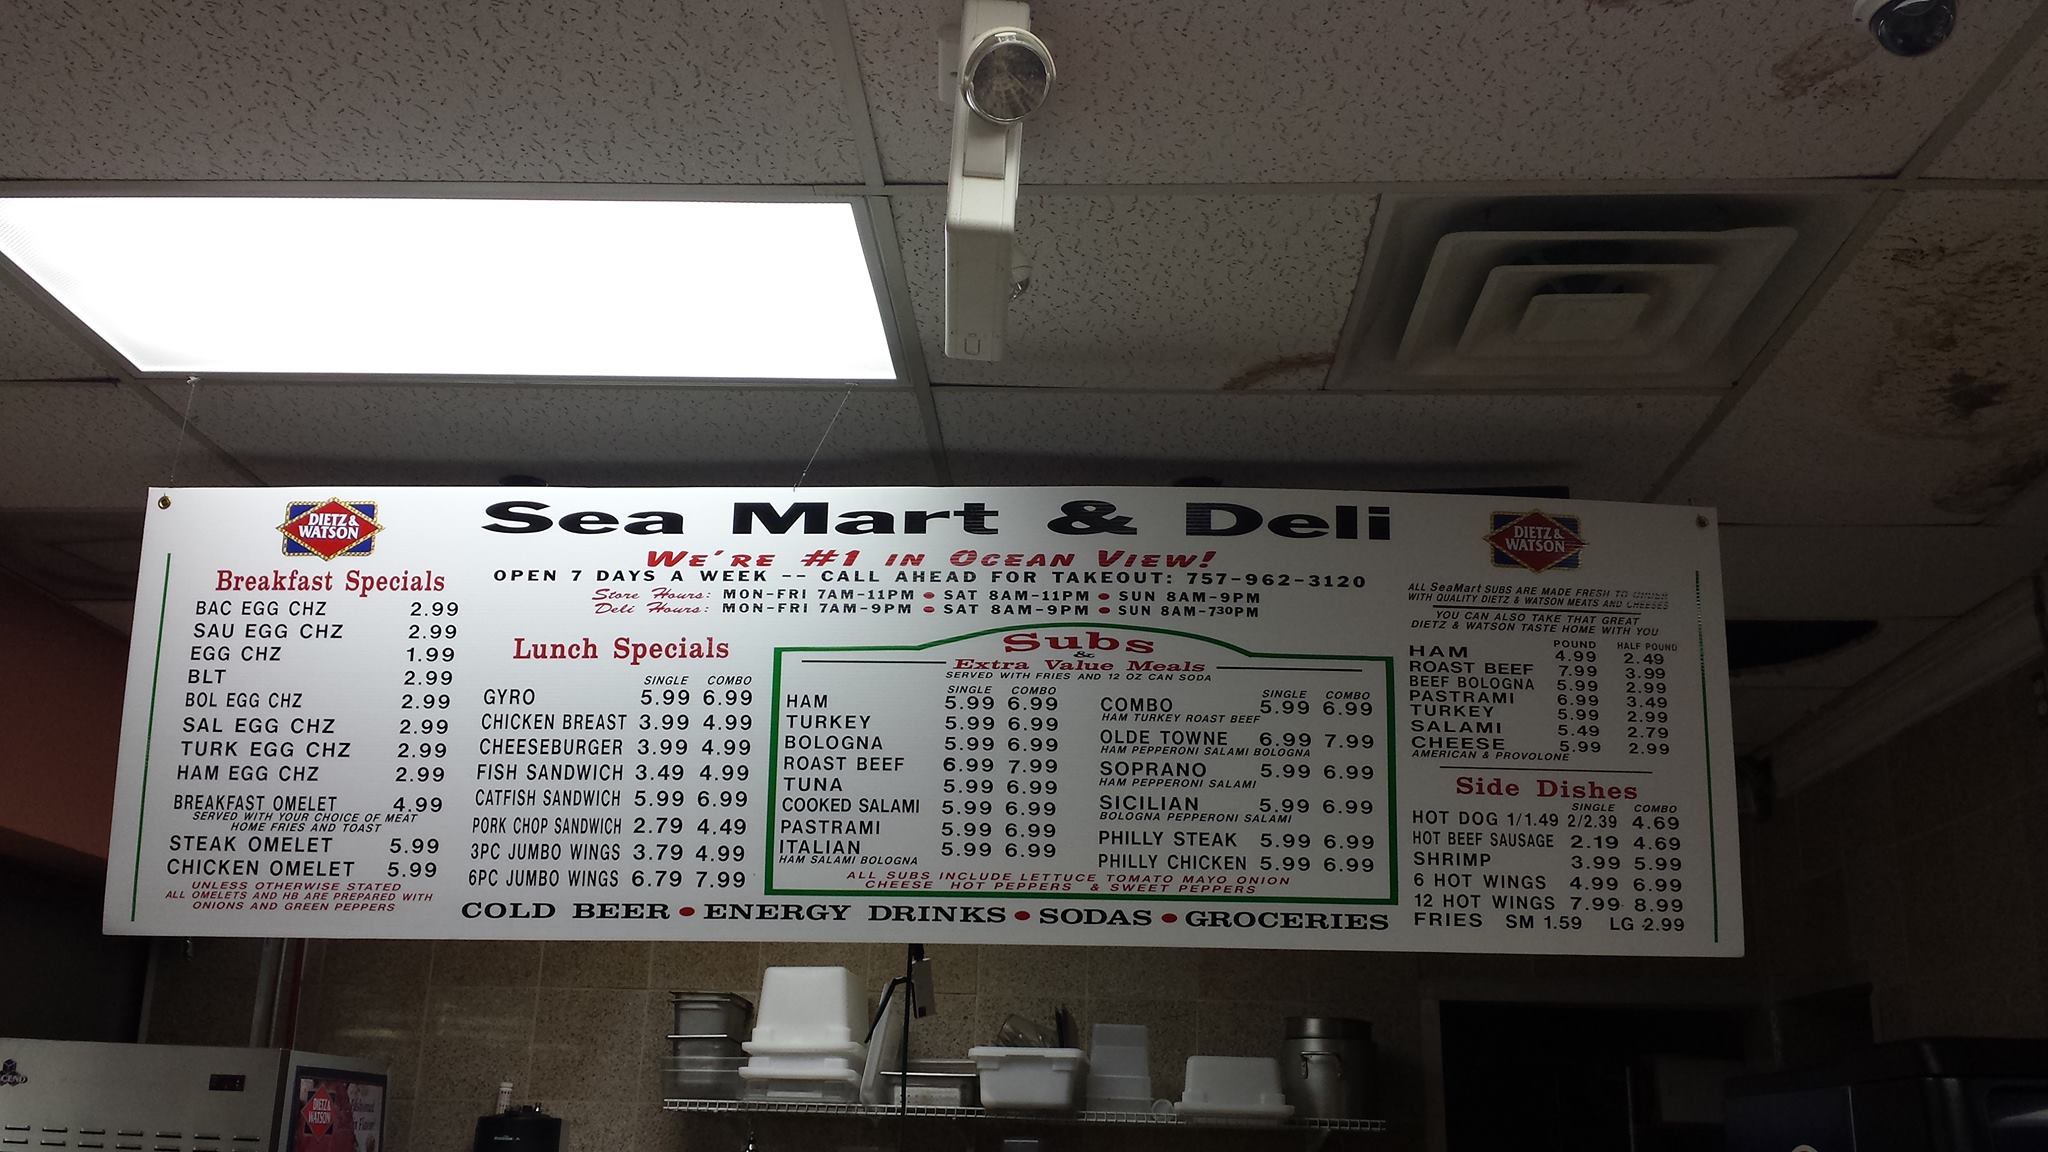 DIETZ & WATSON
Sea Mart & Deli
WE'RE #1 IN OCEAN VIEW!
OPEN 7 DAYS A WEEK -- CALL AHEAD FOR TAKEOUT: 757-962-3120
Store Hours: MON-FRI 7AM-11PM • SAT 8AM-11PM • SUN 8AM-9PM
Deli Hours: MON-FRI 7AM-9PM • SAT 8AM-9PM • SUN 8AM-730PM
Breakfast Specials
BAC EGG CHZ 2.99
SAU EGG CHZ 2.99
EGG CHZ 1.99
BLT 2.99
BOL EGG CHZ 2.99
SAL EGG CHZ 2.99
TURK EGG CHZ 2.99
HAM EGG CHZ 2.99
BREAKFAST OMELET 4.99
SERVED WITH YOUR CHOICE OF MEAT
HOME FRIES AND TOAST
STEAK OMELET 5.99
CHICKEN OMELET 5.99
UNLESS OTHERWISE STATED
ALL OMELETS AND HB ARE PREPARED WITH
ONIONS AND GREEN PEPPERS
Lunch Specials
SINGLE COMBO
GYRO 5.99 6.99
CHICKEN BREAST 3.99 4.99
CHEESEBURGER 3.99 4.99
FISH SANDWICH 3.49 4.99
CATFISH SANDWICH 5.99 6.99
PORK CHOP SANDWICH 2.79 4.49
3PC JUMBO WINGS 3.79 4.99
6PC JUMBO WINGS 6.79 7.99
Subs
&
Extra Value Meals
SERVED WITH FRIES AND 12 OZ CAN SODA
SINGLE COMBO
HAM 5.99 6.99
TURKEY 5.99 6.99
BOLOGNA 5.99 6.99
ROAST BEEF 6.99 7.99
TUNA 5.99 6.99
COOKED SALAMI 5.99 6.99
PASTRAMI 5.99 6.99
ITALIAN 5.99 6.99
HAM SALAMI BOLOGNA
SINGLE COMBO
COMBO 5.99 6.99
HAM TURKEY ROAST BEEF
OLDE TOWNE 6.99 7.99
HAM PEPPERONI SALAMI BOLOGNA
SOPRANO 5.99 6.99
HAM PEPPERONI SALAMI
SICILIAN 5.99 6.99
BOLOGNA PEPPERONI SALAMI
PHILLY STEAK 5.99 6.99
PHILLY CHICKEN 5.99 6.99
ALL SUBS INCLUDE LETTUCE TOMATO MAYO ONION
CHEESE HOT PEPPERS & SWEET PEPPERS
COLD BEER • ENERGY DRINKS • SODAS • GROCERIES
DIETZ & WATSON
ALL SeaMart SUBS ARE MADE FRESH TO ORDER
WITH QUALITY DIETZ & WATSON MEATS AND CHEESES
YOU CAN ALSO TAKE THAT GREAT
DIETZ & WATSON TASTE HOME WITH YOU
POUND HALF POUND
HAM 4.99 2.49
ROAST BEEF 7.99 3.99
BEEF BOLOGNA 5.99 2.99
PASTRAMI 6.99 3.49
TURKEY 5.99 2.99
SALAMI 5.49 2.79
CHEESE 5.99 2.99
AMERICAN & PROVOLONE
Side Dishes
SINGLE COMBO
HOT DOG 1/1.49 2/2.39 4.69
HOT BEEF SAUSAGE 2.19 4.69
SHRIMP 3.99 5.99
6 HOT WINGS 4.99 6.99
12 HOT WINGS 7.99 8.99
FRIES SM 1.59 LG 2.99
DIETZ & WATSON